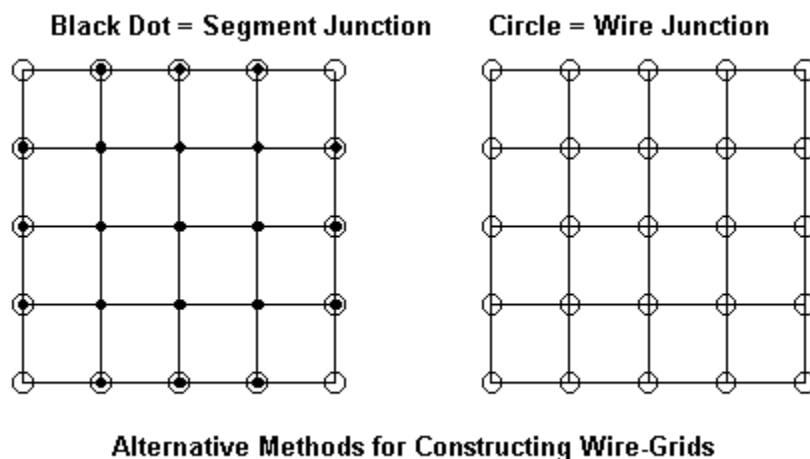 Black Dot = Segment Junction
Circle = Wire Junction
Alternative Methods for Constructing Wire-Grids